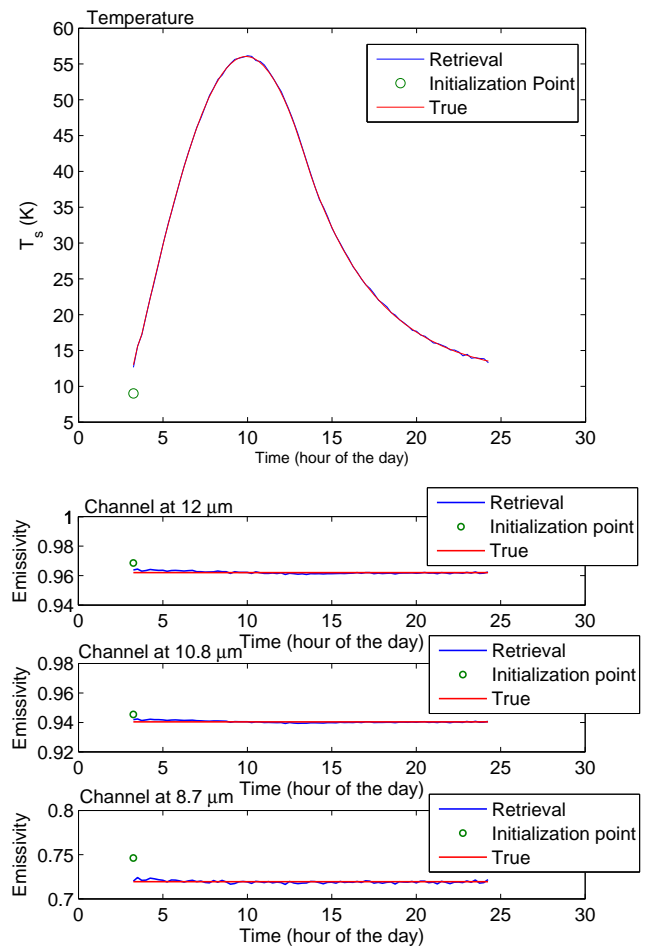 Temperature
60
55
50
45
40
35
30
25
20
15
10
5
T_s (K)
0 5 10 15 20 25 30
Time (hour of the day)
Retrieval
Initialization Point
True
Channel at 12 μm
1
0.98
0.96
0.94
Emissivity
0 5 10 15 20 25 30
Time (hour of the day)
Retrieval
Initialization point
True
Channel at 10.8 μm
0.98
0.96
0.94
0.92
Emissivity
0 5 10 15 20 25 30
Time (hour of the day)
Retrieval
Initialization point
True
Channel at 8.7 μm
0.8
0.75
0.7
Emissivity
0 5 10 15 20 25 30
Time (hour of the day)
Retrieval
Initialization point
True